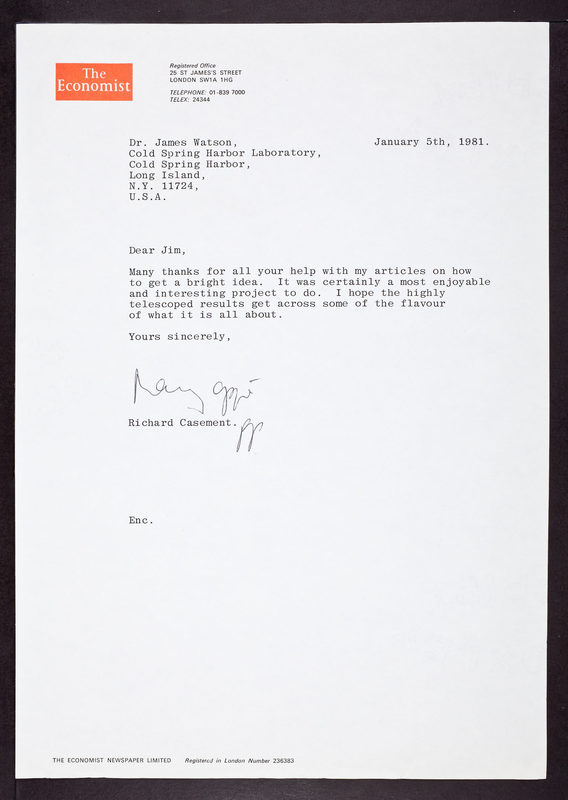 The
Economist
Registered Office
25 ST JAMES'S STREET
LONDON SW1A 1HG
TELEPHONE: 01-839 7000
TELEX: 24344
Dr. James Watson, January 5th, 1981.
Cold Spring Harbor Laboratory,
Cold Spring Harbor,
Long Island,
N.Y. 11724,
U.S.A.
Dear Jim,
Many thanks for all your help with my articles on how
to get a bright idea. It was certainly a most enjoyable
and interesting project to do. I hope the highly
telescoped results get across some of the flavour
of what it is all about.
Yours sincerely,
Richard Casement.
pp
Enc.
THE ECONOMIST NEWSPAPER LIMITED Registered in London Number 236383